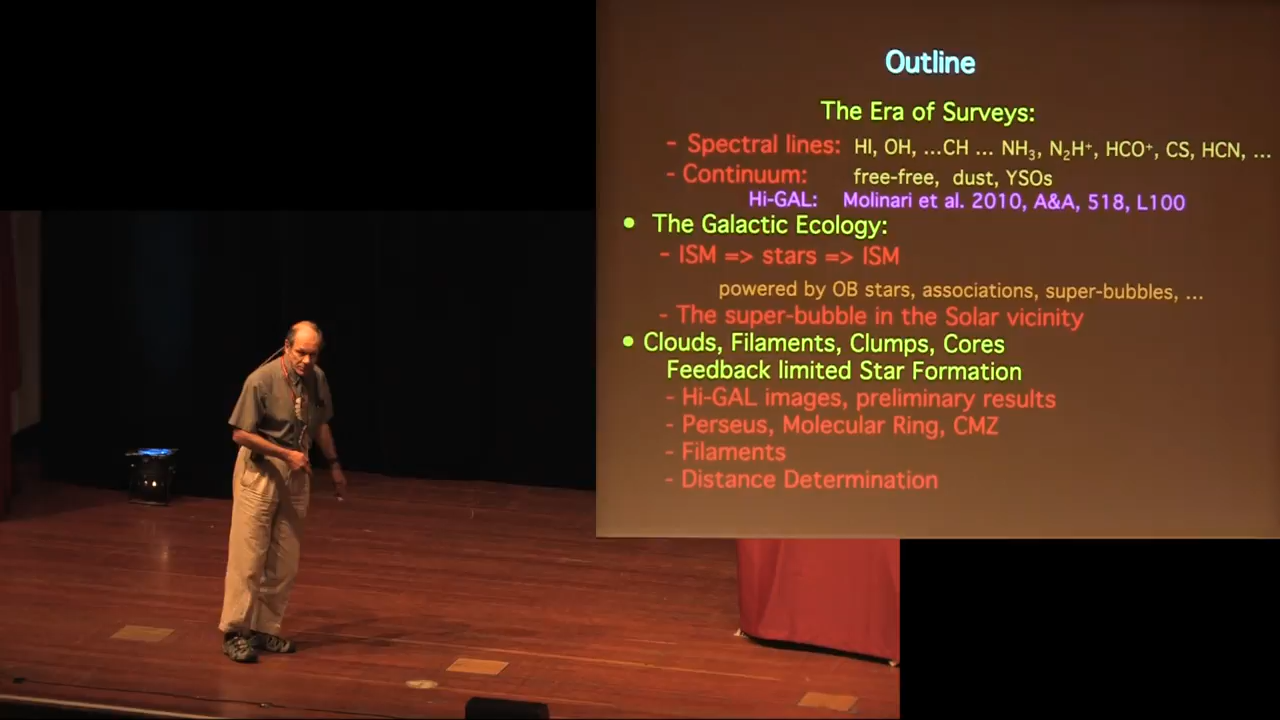 Outline
The Era of Surveys:
- Spectral lines: HI, OH, ...CH ... NH₃, N₂H⁺, HCO⁺, CS, HCN, ...
- Continuum: free-free, dust, YSOs
Hi-GAL: Molinari et al. 2010, A&A, 518, L100
• The Galactic Ecology:
- ISM => stars => ISM
powered by OB stars, associations, super-bubbles, ...
- The super-bubble in the Solar vicinity
• Clouds, Filaments, Clumps, Cores
Feedback limited Star Formation
- Hi-GAL images, preliminary results
- Perseus, Molecular Ring, CMZ
- Filaments
- Distance Determination